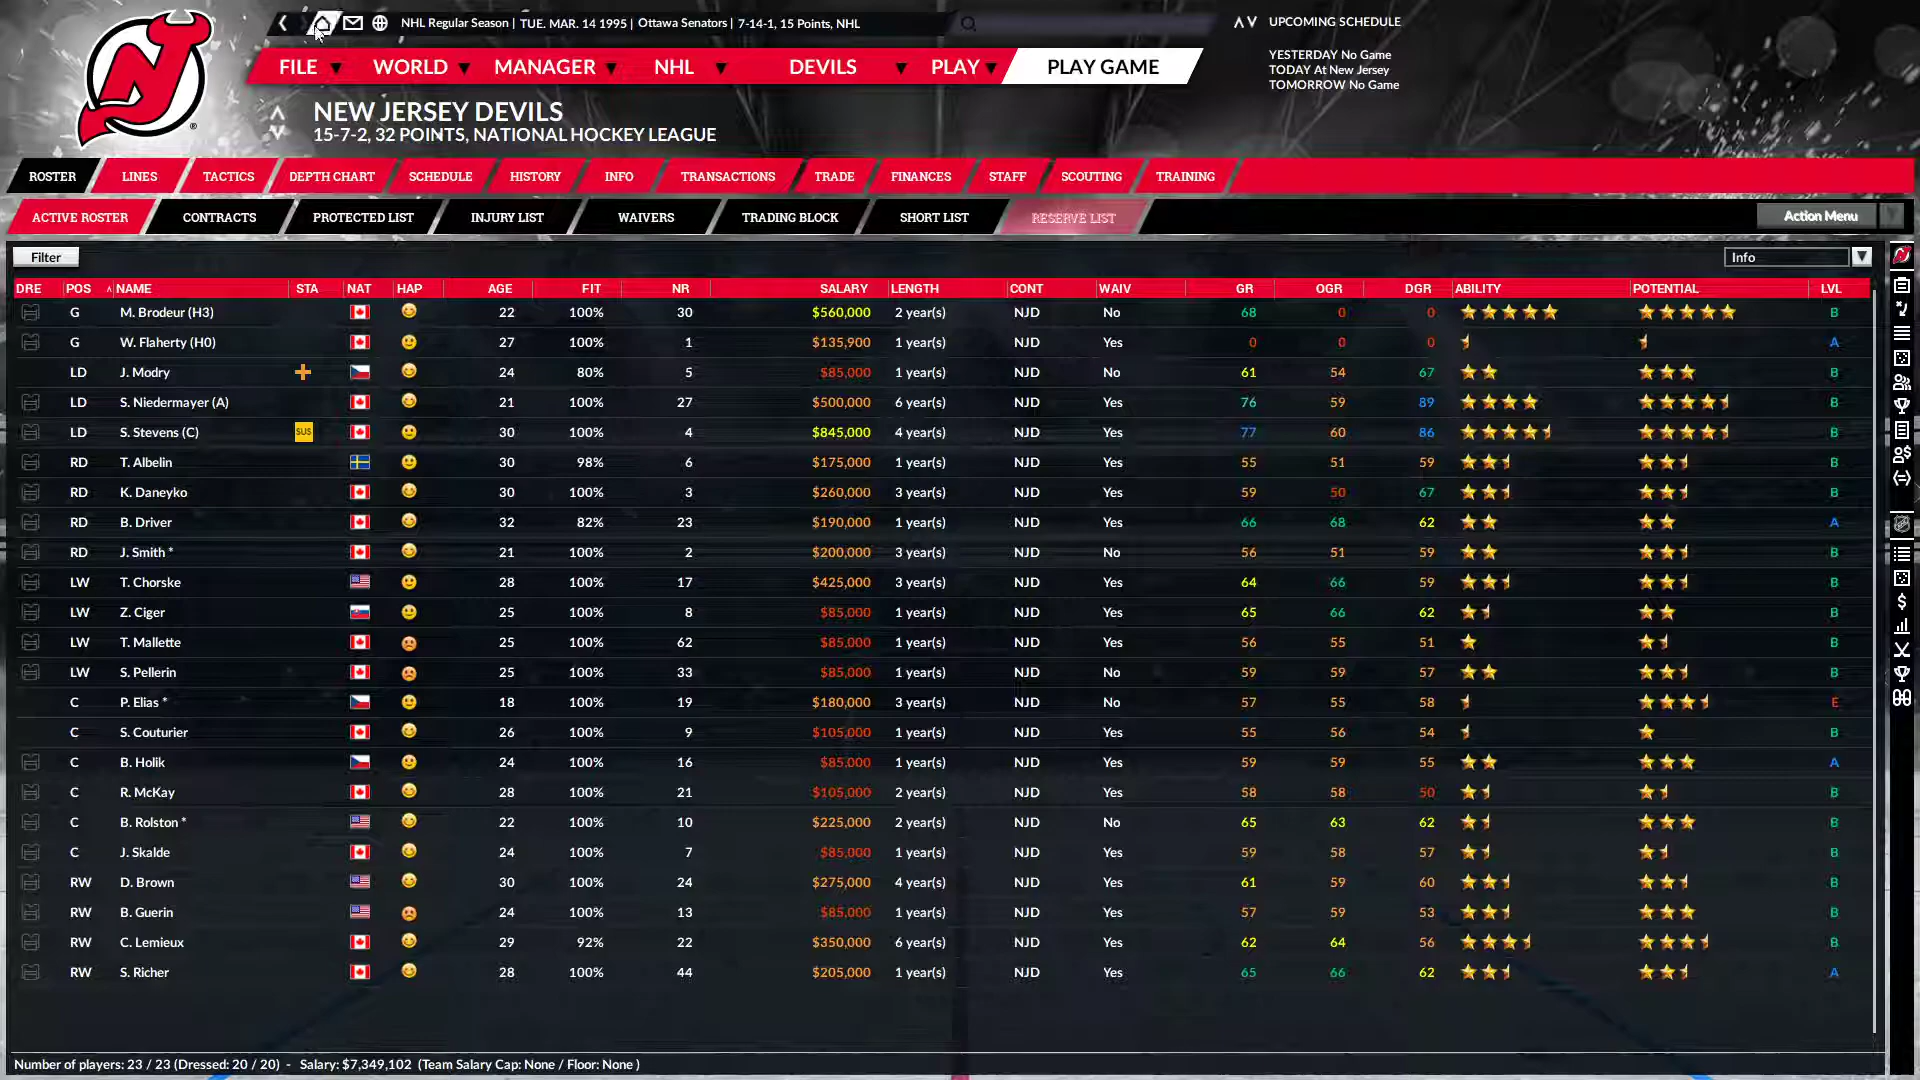 NHL Regular Season | TUE. MAR. 14 1995 | Ottawa Senators | 7-14-1, 15 Points, NHL
UPCOMING SCHEDULE
YESTERDAY No Game
TODAY At New Jersey
TOMORROW No Game
FILE WORLD MANAGER NHL DEVILS PLAY PLAY GAME
NEW JERSEY DEVILS
15-7-2, 32 POINTS, NATIONAL HOCKEY LEAGUE
ROSTER LINES TACTICS DEPTH CHART SCHEDULE HISTORY INFO TRANSACTIONS TRADE FINANCES STAFF SCOUTING TRAINING
ACTIVE ROSTER CONTRACTS PROTECTED LIST INJURY LIST WAIVERS TRADING BLOCK SHORT LIST RESERVE LIST Action Menu
Filter Info
DRE POS NAME STA NAT HAP AGE FIT NR SALARY LENGTH CONT WAIV GR OGR DGR ABILITY POTENTIAL LVL
G M. Brodeur (H3) 22 100% 30 $560,000 2 year(s) NJD No 68 0 0 B
G W. Flaherty (H0) 27 100% 1 $135,900 1 year(s) NJD Yes 0 0 0 A
LD J. Modry 24 80% 5 $85,000 1 year(s) NJD No 61 54 67 B
LD S. Niedermayer (A) 21 100% 27 $500,000 6 year(s) NJD Yes 76 59 89 B
LD S. Stevens (C) SUS 30 100% 4 $845,000 4 year(s) NJD Yes 77 60 86 B
RD T. Albelin 30 98% 6 $175,000 1 year(s) NJD Yes 55 51 59 B
RD K. Daneyko 30 100% 3 $260,000 3 year(s) NJD Yes 59 50 67 B
RD B. Driver 32 82% 23 $190,000 1 year(s) NJD Yes 66 68 62 A
RD J. Smith * 21 100% 2 $200,000 3 year(s) NJD No 56 51 59 B
LW T. Chorske 28 100% 17 $425,000 3 year(s) NJD Yes 64 66 59 B
LW Z. Ciger 25 100% 8 $85,000 1 year(s) NJD Yes 65 66 62 B
LW T. Mallette 25 100% 62 $85,000 1 year(s) NJD Yes 56 55 51 B
LW S. Pellerin 25 100% 33 $85,000 1 year(s) NJD No 59 59 57 B
C P. Elias * 18 100% 19 $180,000 3 year(s) NJD No 57 55 58 E
C S. Couturier 26 100% 9 $105,000 1 year(s) NJD Yes 55 56 54 B
C B. Holik 24 100% 16 $85,000 1 year(s) NJD Yes 59 59 55 A
C R. McKay 28 100% 21 $105,000 2 year(s) NJD Yes 58 58 50 B
C B. Rolston * 22 100% 10 $225,000 2 year(s) NJD No 65 63 62 B
C J. Skalde 24 100% 7 $85,000 1 year(s) NJD Yes 59 58 57 B
RW D. Brown 30 100% 24 $275,000 4 year(s) NJD Yes 61 59 60 B
RW B. Guerin 24 100% 13 $85,000 1 year(s) NJD Yes 57 59 53 B
RW C. Lemieux 29 92% 22 $350,000 6 year(s) NJD Yes 62 64 56 B
RW S. Richer 28 100% 44 $205,000 1 year(s) NJD Yes 65 66 62 A
Number of players: 23 / 23 (Dressed: 20 / 20) - Salary: $7,349,102 (Team Salary Cap: None / Floor: None )